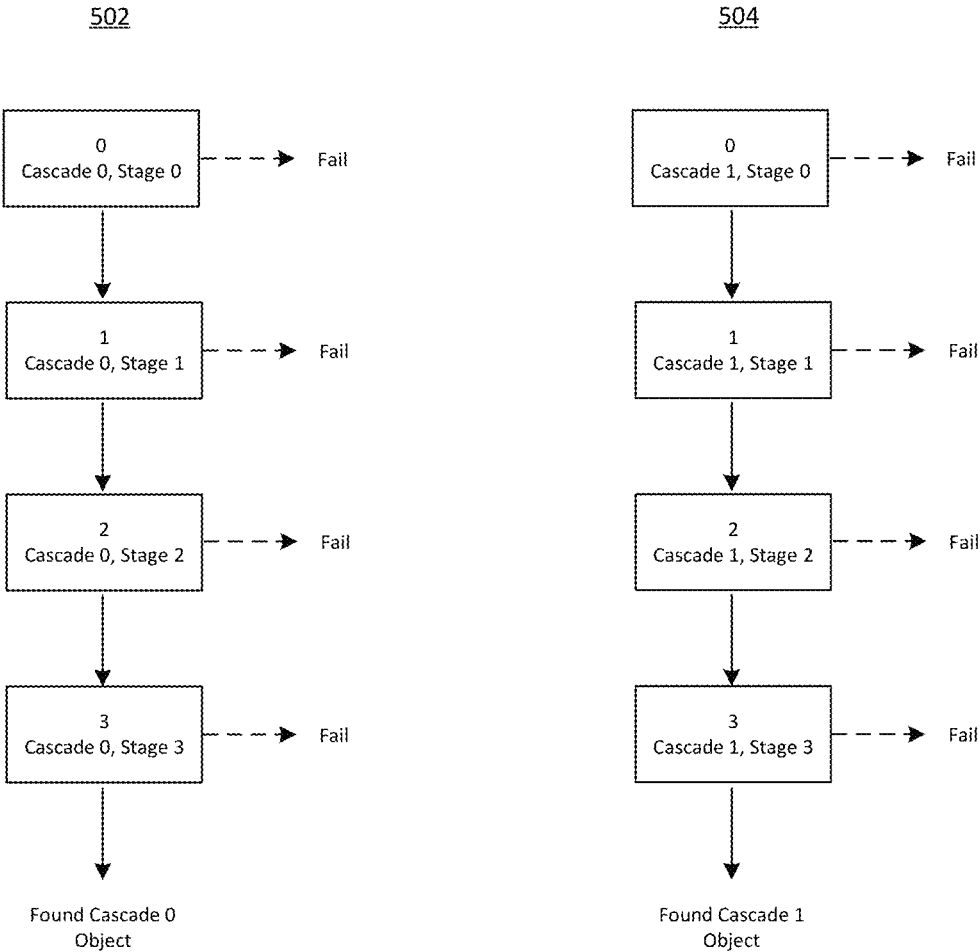 502
504
0
Cascade 0, Stage 0
Fail
0
Cascade 1, Stage 0
Fail
1
Cascade 0, Stage 1
Fail
1
Cascade 1, Stage 1
Fail
2
Cascade 0, Stage 2
Fail
2
Cascade 1, Stage 2
Fail
3
Cascade 0, Stage 3
Fail
3
Cascade 1, Stage 3
Fail
Found Cascade 0
Object
Found Cascade 1
Object